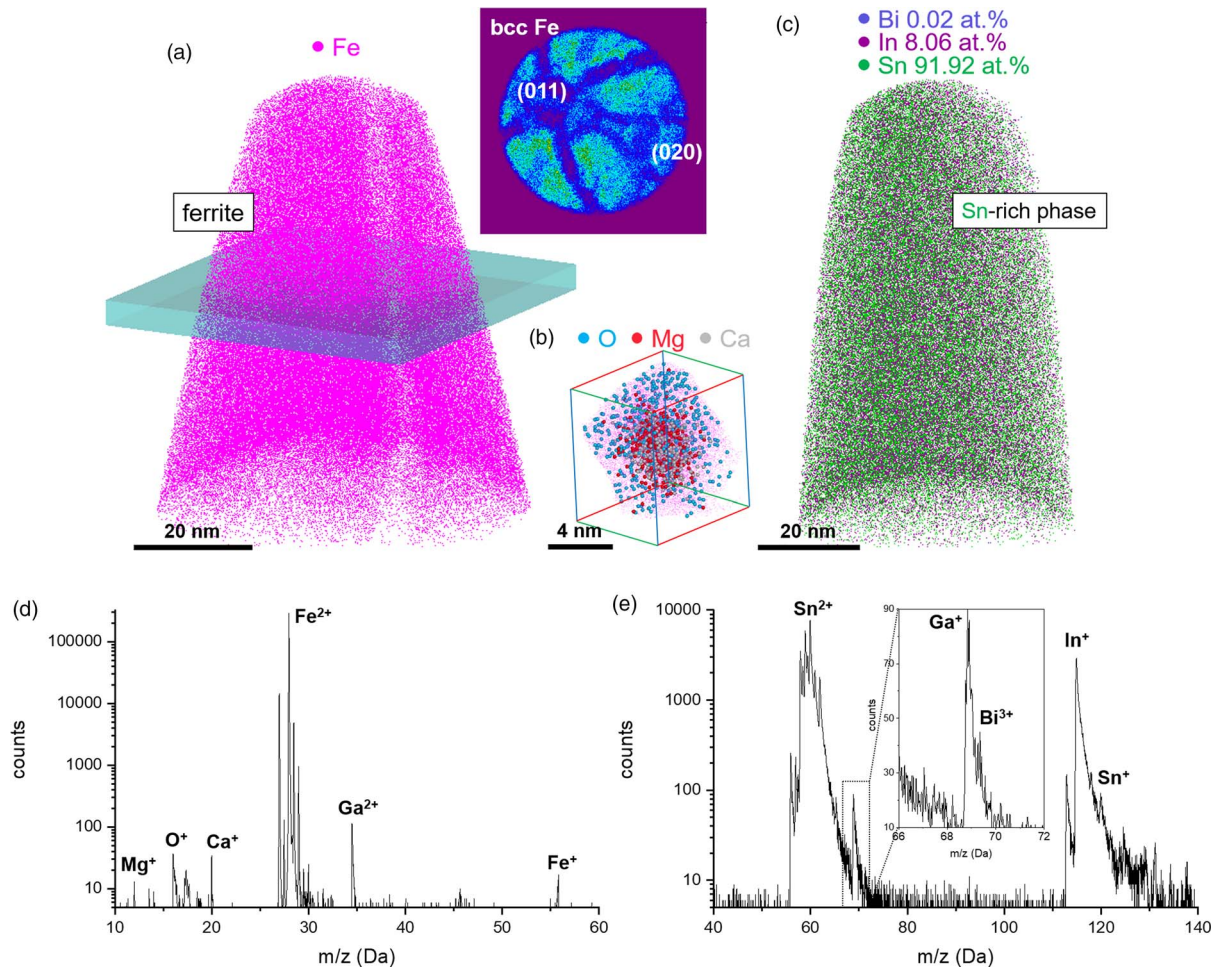 (a)
● Fe
bcc Fe
(011)
(020)
ferrite
20 nm
(b)
● O ● Mg ● Ca
4 nm
(c)
● Bi 0.02 at.%
● In 8.06 at.%
● Sn 91.92 at.%
Sn-rich phase
20 nm
(d)
counts
100000
10000
1000
100
10
Mg⁺
O⁺
Ca⁺
Fe²⁺
Ga²⁺
Fe⁺
10 20 30 40 50 60
m/z (Da)
(e)
counts
10000
1000
100
10
Sn²⁺
In⁺
Sn⁺
counts
90
70
50
30
10
Ga⁺
Bi³⁺
66 68 70 72
m/z (Da)
40 60 80 100 120 140
m/z (Da)